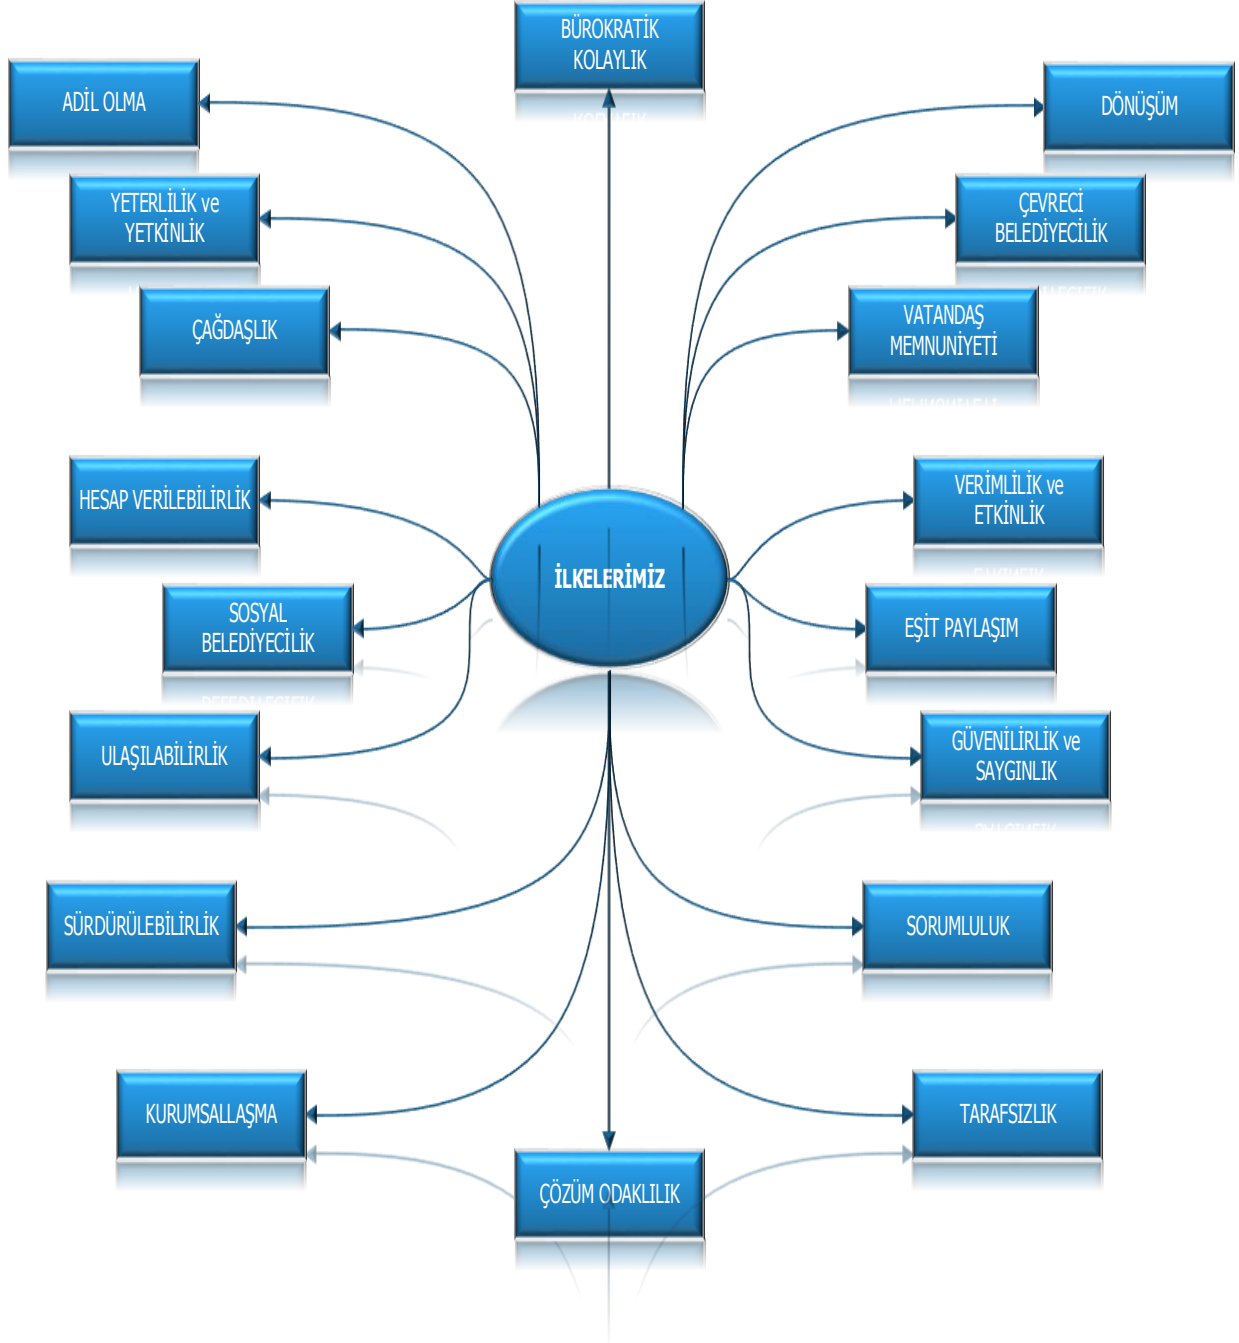 BÜROKRATİK
KOLAYLIK
ADİL OLMA
DÖNÜŞÜM
YETERLİLİK ve
YETKİNLİK
ÇEVRECİ
BELEDİYECİLİK
ÇAĞDAŞLIK
VATANDAŞ
MEMNUNİYETİ
HESAP VERİLEBİLİRLİK
VERİMLİLİK ve
ETKİNLİK
İLKELERİMİZ
SOSYAL
BELEDİYECİLİK
EŞİT PAYLAŞIM
ULAŞILABİLİRLİK
GÜVENİLİRLİK ve
SAYGINLIK
SÜRDÜRÜLEBİLİRLİK
SORUMLULUK
KURUMSALLAŞMA
TARAFSIZLIK
ÇÖZÜM ODAKLILIK